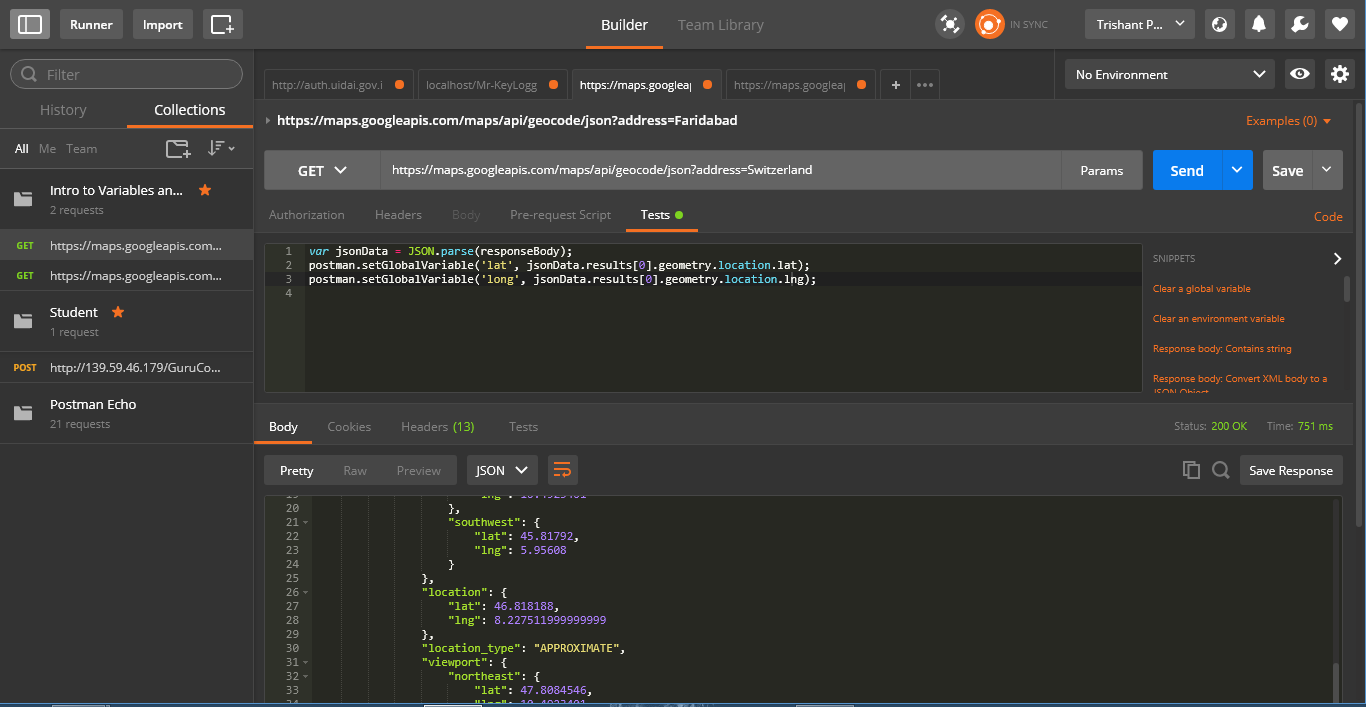 Runner Import Builder Team Library IN SYNC Trishant P...
Filter
History Collections
All Me Team
Intro to Variables an...
2 requests
GET https://maps.googleapis.com...
GET https://maps.googleapis.com...
Student
1 request
POST http://139.59.46.179/GuruCo...
Postman Echo
21 requests
http://auth.uidai.gov.i localhost/Mr-KeyLogg https://maps.googleap https://maps.googleap + ••• No Environment
https://maps.googleapis.com/maps/api/geocode/json?address=Faridabad Examples (0)
GET https://maps.googleapis.com/maps/api/geocode/json?address=Switzerland Params Send Save
Authorization Headers Body Pre-request Script Tests Code
1 var jsonData = JSON.parse(responseBody);
2 postman.setGlobalVariable('lat', jsonData.results[0].geometry.location.lat);
3 postman.setGlobalVariable('long', jsonData.results[0].geometry.location.lng);
4
SNIPPETS
Clear a global variable
Clear an environment variable
Response body: Contains string
Response body: Convert XML body to a
JSON Object
Body Cookies Headers (13) Tests Status: 200 OK Time: 751 ms
Pretty Raw Preview JSON Save Response
19 "lng":
20 },
21 "southwest": {
22 "lat": 45.81792,
23 "lng": 5.95608
24 }
25 },
26 "location": {
27 "lat": 46.818188,
28 "lng": 8.227511999999999
29 },
30 "location_type": "APPROXIMATE",
31 "viewport": {
32 "northeast": {
33 "lat": 47.8084546,
34 "lng":